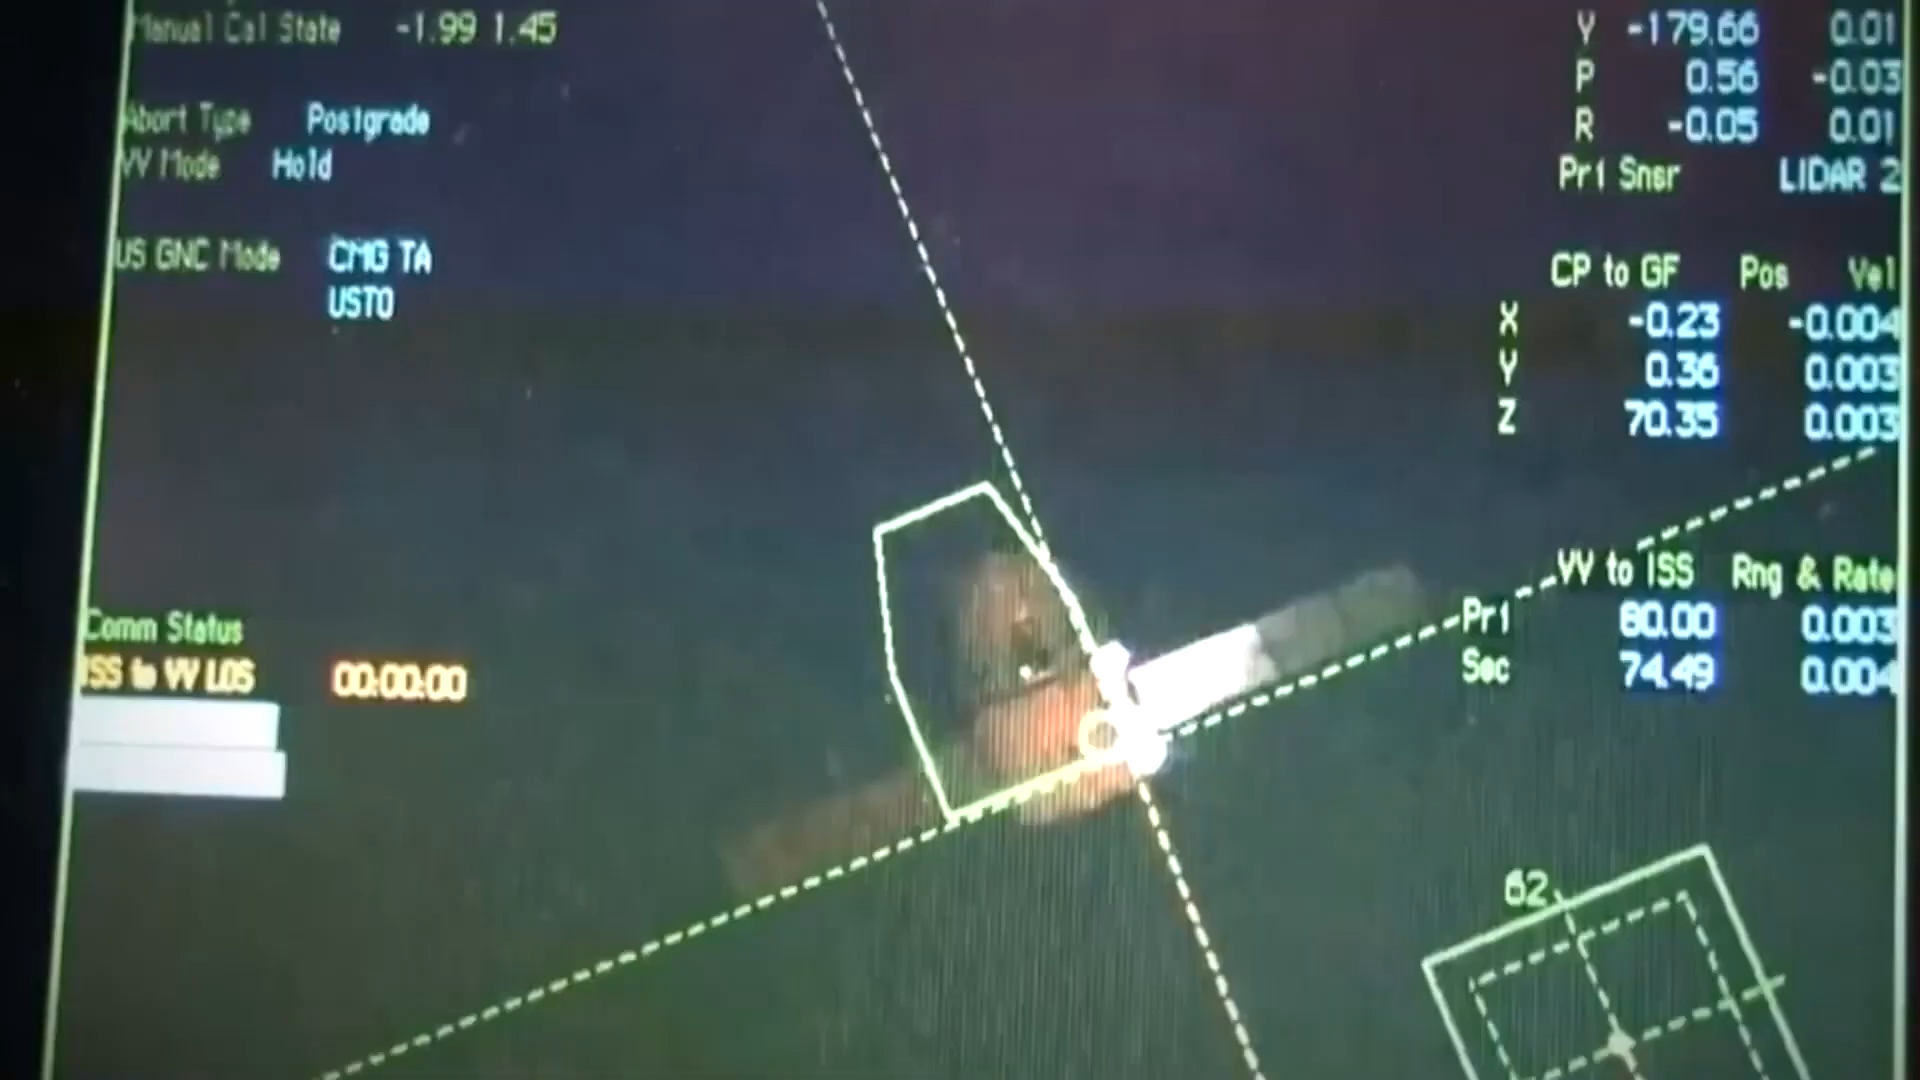 Manual Cal State -1.99 1.45
Abort Type Postgrade
VV Mode Hold
US GNC Mode CMG TA
USTO
Comm Status
ISS to VV LOS 00:00:00
Y -179.66 0.01
P 0.56 -0.03
R -0.05 0.01
Pri Snsr LIDAR 2
CP to GF Pos Vel
X -0.23 -0.004
Y 0.36 0.003
Z 70.35 0.003
VV to ISS Rng & Rate
Pri 80.00 0.003
Sec 74.49 0.004
62